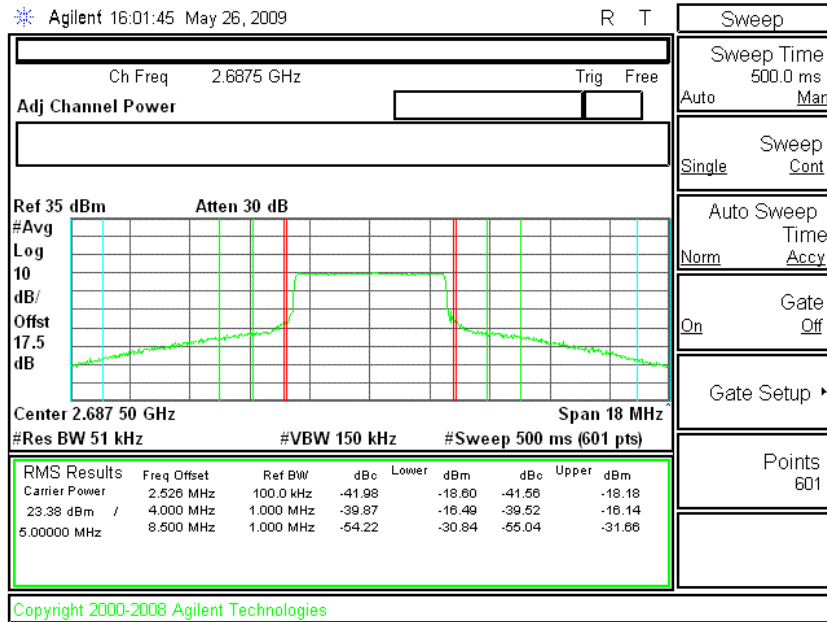 Agilent 16:01:45 May 26, 2009 R T
Sweep
Ch Freq 2.6875 GHz Trig Free
Adj Channel Power
Sweep Time
500.0 ms
Auto Man
Sweep
Single Cont
Auto Sweep
Time
Norm Accy
Gate
On Off
Gate Setup
Points
601
Ref 35 dBm Atten 30 dB
#Avg
Log
10
dB/
Offst
17.5
dB
Center 2.687 50 GHz Span 18 MHz
#Res BW 51 kHz #VBW 150 kHz #Sweep 500 ms (601 pts)
RMS Results Freq Offset Ref BW dBc Lower dBm dBc Upper dBm
Carrier Power 2.526 MHz 100.0 kHz -41.98 -18.60 -41.56 -18.18
23.38 dBm / 4.000 MHz 1.000 MHz -39.87 -16.49 -39.52 -16.14
5.00000 MHz 8.500 MHz 1.000 MHz -54.22 -30.84 -55.04 -31.66
Copyright 2000-2008 Agilent Technologies